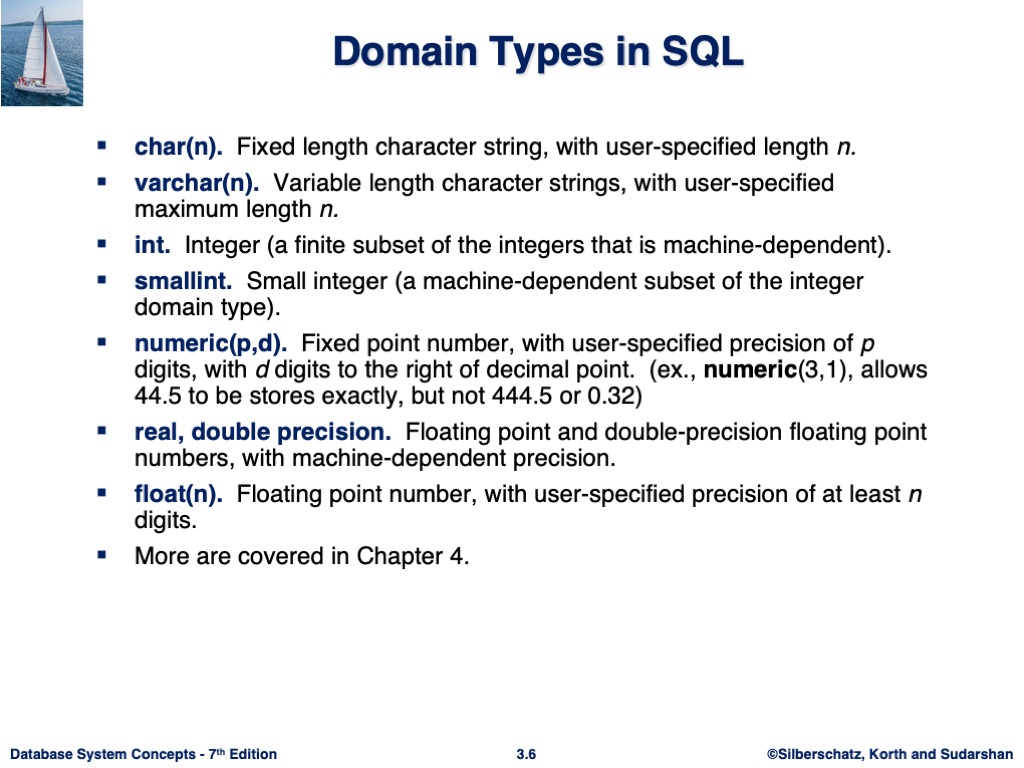 Domain Types in SQL
▪ char(n). Fixed length character string, with user-specified length n.
▪ varchar(n). Variable length character strings, with user-specified
maximum length n.
▪ int. Integer (a finite subset of the integers that is machine-dependent).
▪ smallint. Small integer (a machine-dependent subset of the integer
domain type).
▪ numeric(p,d). Fixed point number, with user-specified precision of p
digits, with d digits to the right of decimal point. (ex., numeric(3,1), allows
44.5 to be stores exactly, but not 444.5 or 0.32)
▪ real, double precision. Floating point and double-precision floating point
numbers, with machine-dependent precision.
▪ float(n). Floating point number, with user-specified precision of at least n
digits.
▪ More are covered in Chapter 4.
Database System Concepts - 7th Edition
3.6
©Silberschatz, Korth and Sudarshan